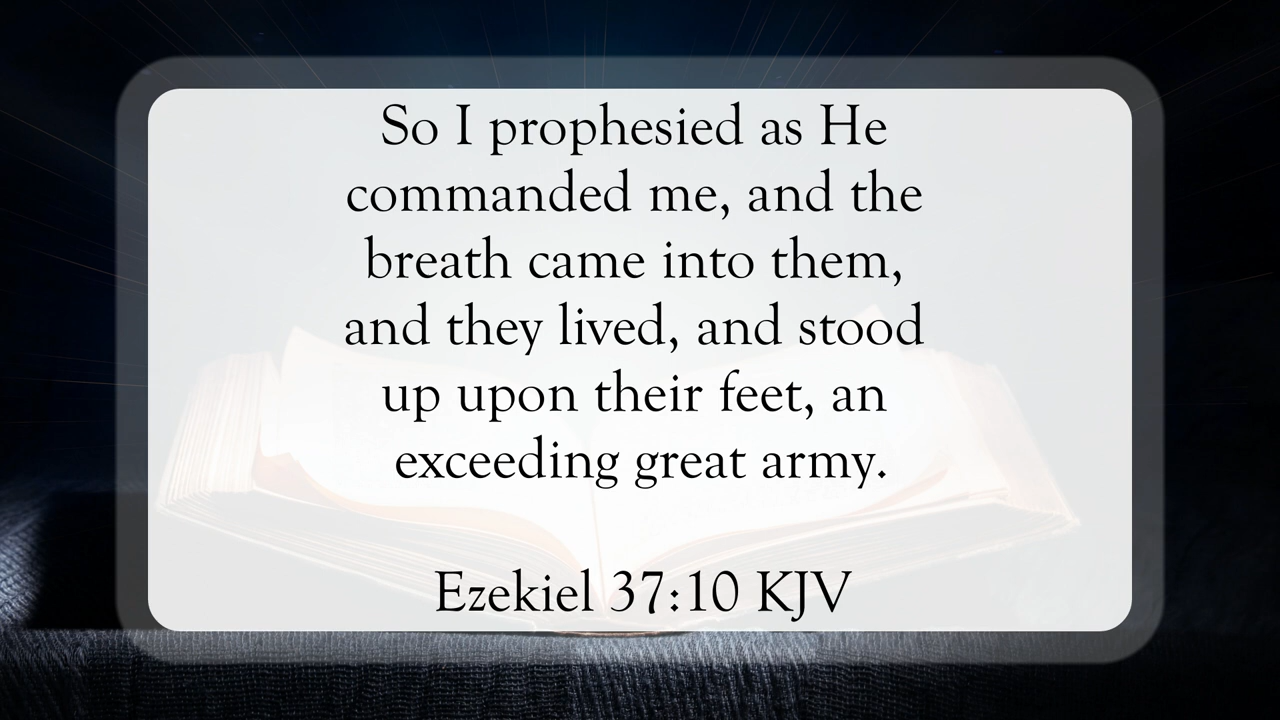 So I prophesied as He
commanded me, and the
breath came into them,
and they lived, and stood
up upon their feet, an
exceeding great army.
Ezekiel 37:10 KJV